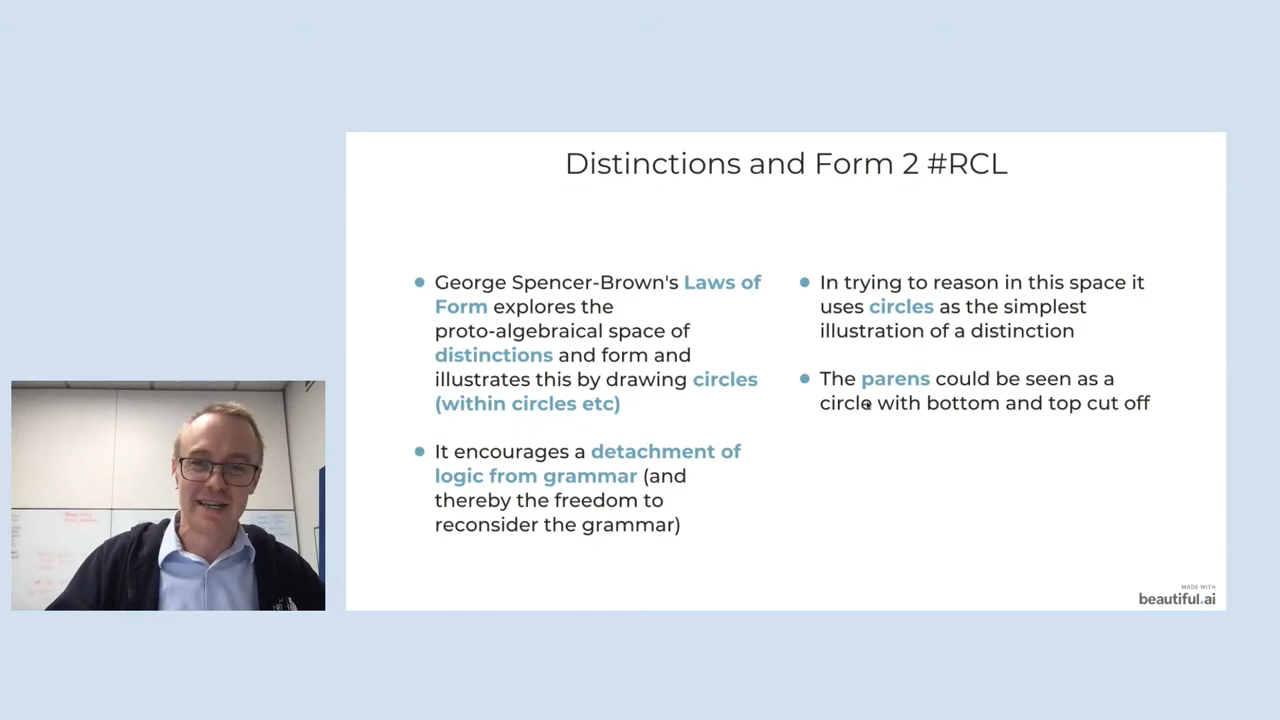 Distinctions and Form 2 #RCL
George Spencer-Brown's Laws of
Form explores the
proto-algebraical space of
distinctions and form and
illustrates this by drawing circles
(within circles etc)
It encourages a detachment of
logic from grammar (and
thereby the freedom to
reconsider the grammar)
In trying to reason in this space it
uses circles as the simplest
illustration of a distinction
The parens could be seen as a
circle with bottom and top cut off
MADE WITH
beautiful.ai